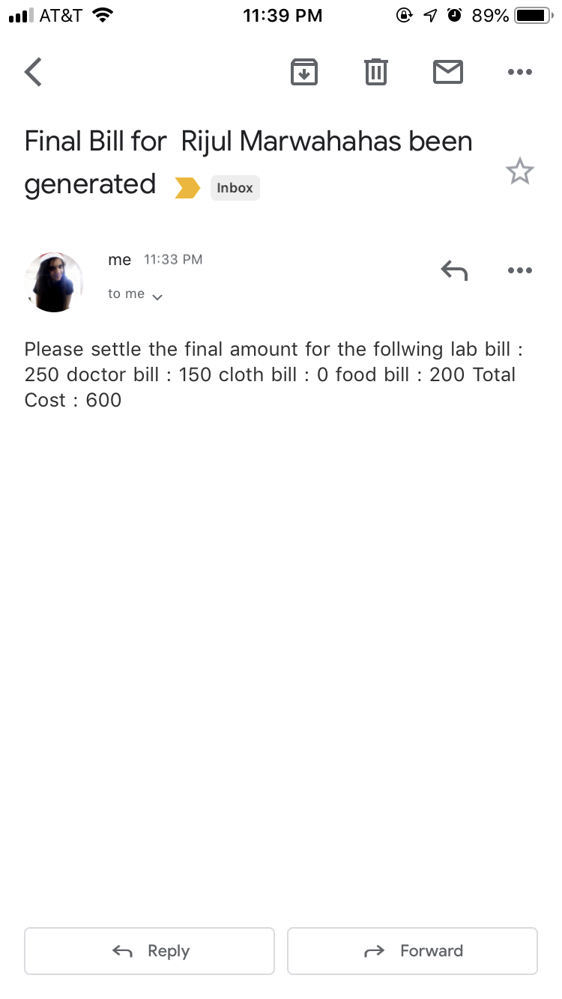 AT&T 11:39 PM 89%
Final Bill for  Rijul Marwahahas been
generated Inbox
me 11:33 PM
to me
Please settle the final amount for the follwing lab bill :
250 doctor bill : 150 cloth bill : 0 food bill : 200 Total
Cost : 600
Reply Forward